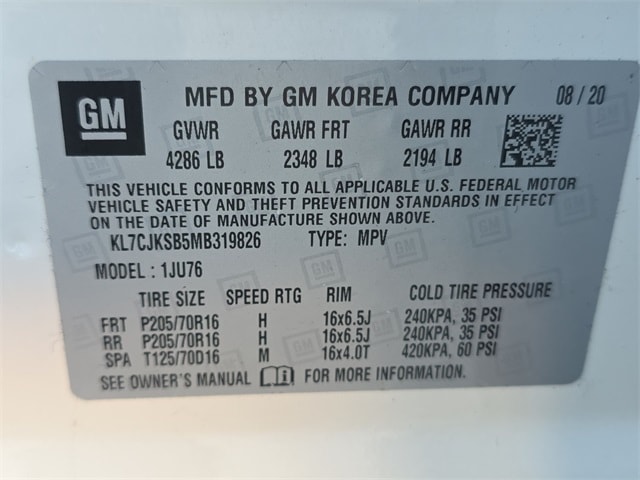 GM MFD BY GM KOREA COMPANY 08 / 20
GVWR GAWR FRT GAWR RR
4286 LB 2348 LB 2194 LB
THIS VEHICLE CONFORMS TO ALL APPLICABLE U.S. FEDERAL MOTOR
VEHICLE SAFETY AND THEFT PREVENTION STANDARDS IN EFFECT
ON THE DATE OF MANUFACTURE SHOWN ABOVE.
KL7CJKSB5MB319826 TYPE: MPV
MODEL : 1JU76
TIRE SIZE SPEED RTG RIM COLD TIRE PRESSURE
FRT P205/70R16 H 16x6.5J 240KPA, 35 PSI
RR P205/70R16 H 16x6.5J 240KPA, 35 PSI
SPA T125/70D16 M 16x4.0T 420KPA, 60 PSI
SEE OWNER'S MANUAL FOR MORE INFORMATION.